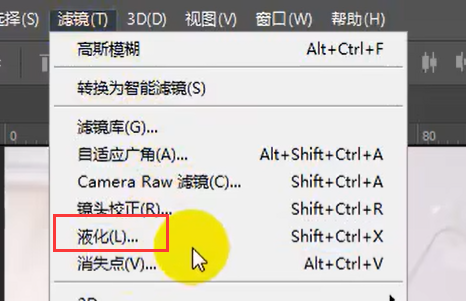 选择(S) 滤镜(T) 3D(D) 视图(V) 窗口(W) 帮助(H)
高斯模糊 Alt+Ctrl+F
转换为智能滤镜(S)
滤镜库(G)...
0 80
自适应广角(A)... Alt+Shift+Ctrl+A
Camera Raw 滤镜(C)... Shift+Ctrl+A
镜头校正(R)... Shift+Ctrl+R
液化(L)... Shift+Ctrl+X
消失点(V)... Alt+Ctrl+V
3D